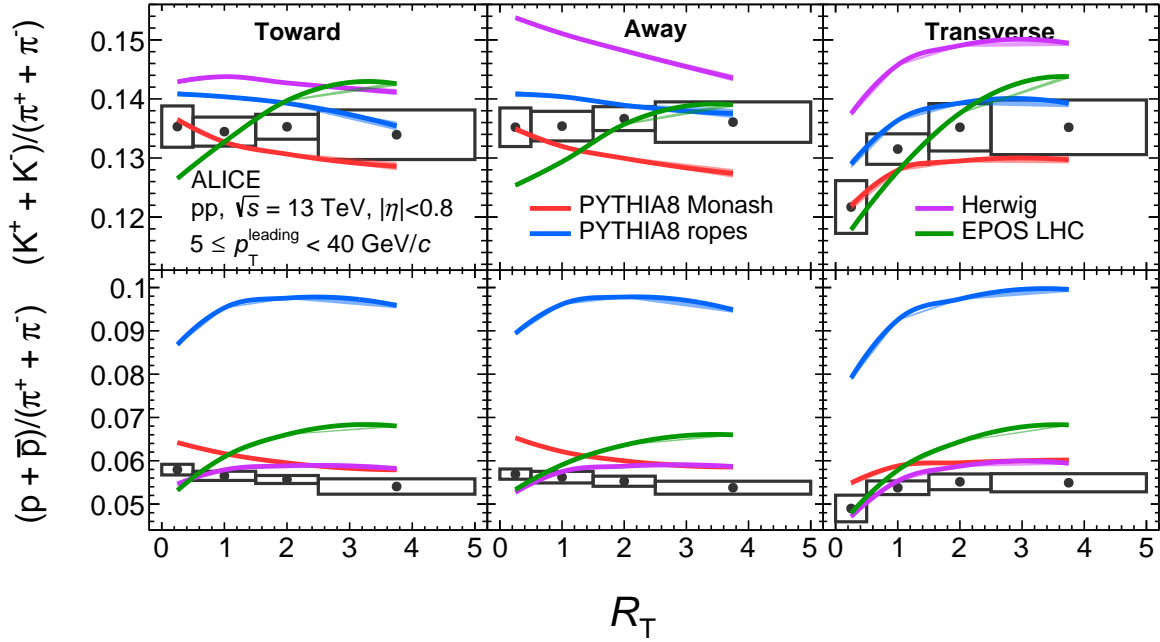 Toward
Away
Transverse
(K⁺ + K⁻)/(π⁺ + π⁻)
0.15
0.14
0.13
0.12
ALICE
pp, √s = 13 TeV, |η|<0.8
5 ≤ p_T^leading < 40 GeV/c
PYTHIA8 Monash
PYTHIA8 ropes
Herwig
EPOS LHC
(p + p̅)/(π⁺ + π⁻)
0.1
0.09
0.08
0.07
0.06
0.05
0 1 2 3 4 5 0 1 2 3 4 5 0 1 2 3 4 5
R_T